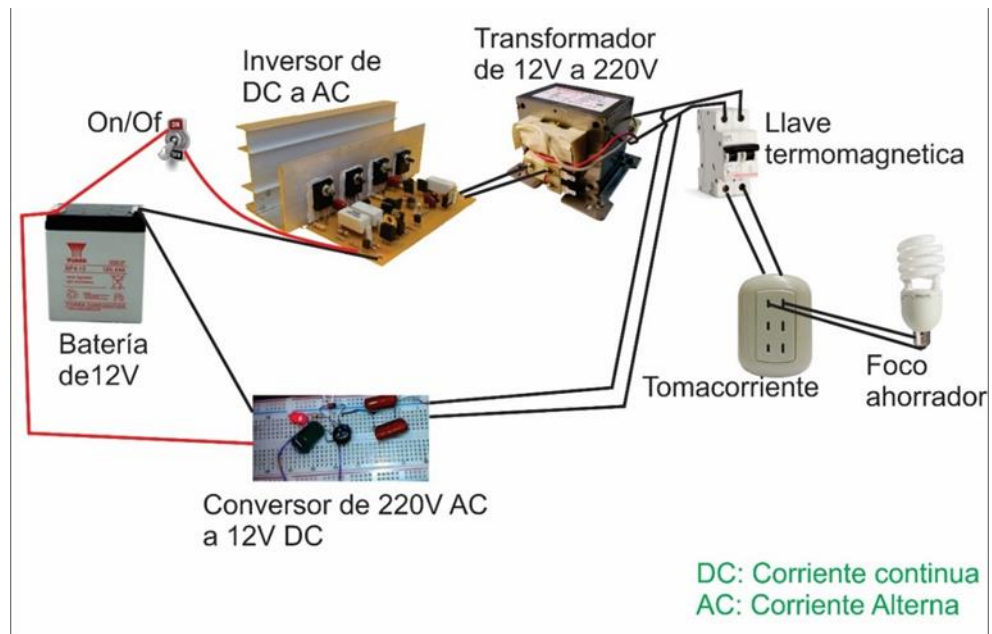 Transformador
de 12V a 220V
Inversor de
DC a AC
On/Of
Llave
termomagnetica
Batería
de12V
Tomacorriente
Foco
ahorrador
Conversor de 220V AC
a 12V DC
DC: Corriente continua
AC: Corriente Alterna